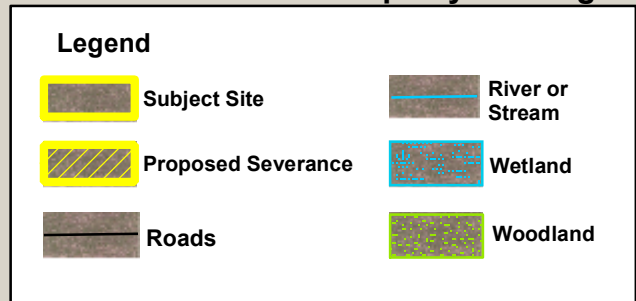 Legend
Subject Site
Proposed Severance
Roads
River or
Stream
Wetland
Woodland